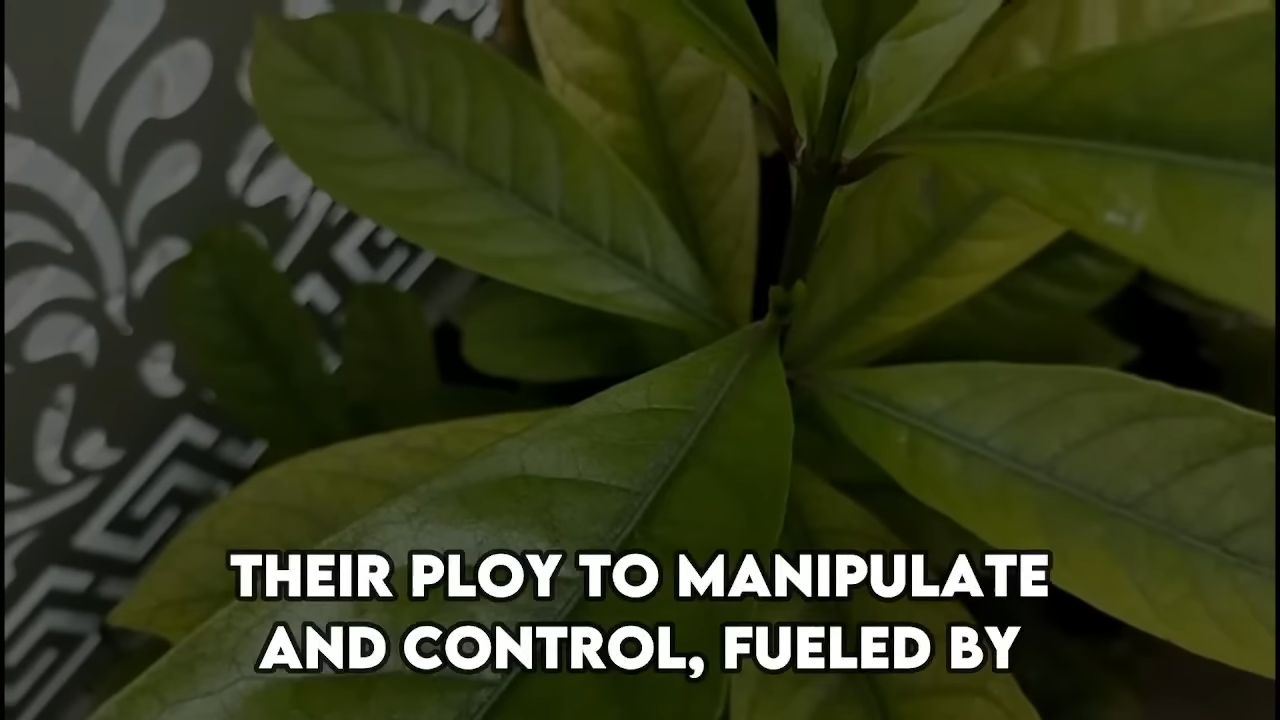 THEIR PLOY TO MANIPULATE
AND CONTROL, FUELED BY